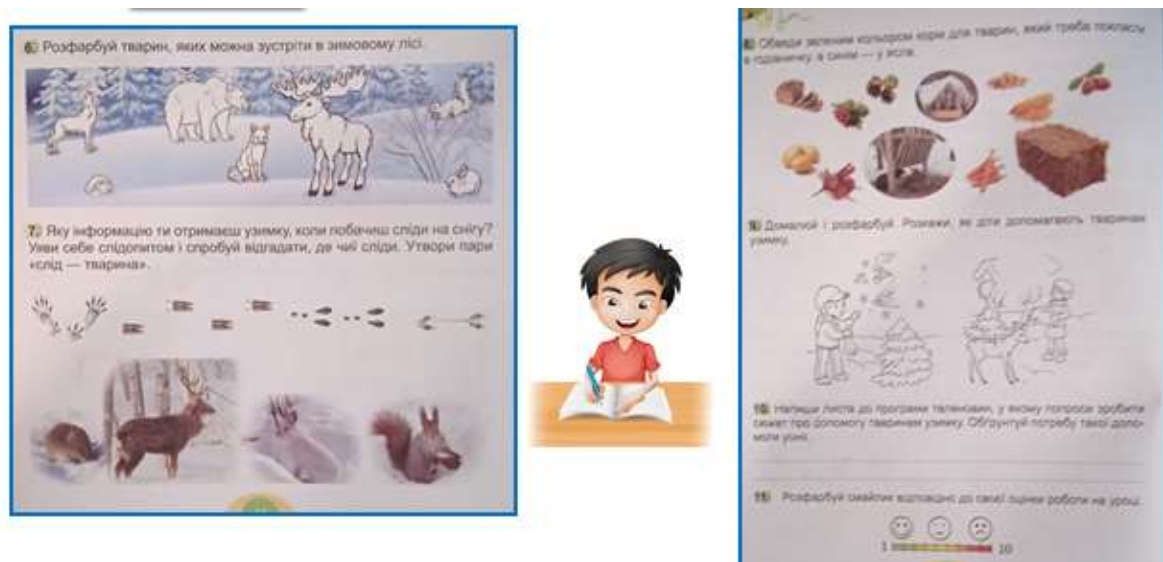 6. Розфарбуй тварин, яких можна зустріти в зимовому лісі.
7. Яку інформацію ти отримаєш узимку, коли побачиш сліди на снігу?
Уяви себе слідопитом і спробуй відгадати, де чиї сліди. Утвори пари
«слід — тварина».
8. Обведи зеленим кольором корм для тварин, який треба покласти
в годівничку, а синім — у ясла.
9. Домалюй і розфарбуй. Розкажи, як діти допомагають тваринам
узимку.
10. Напиши листа до програми теленовин, у якому попроси зробити
сюжет про допомогу тваринам узимку. Обґрунтуй потребу такої допо-
моги усно.
11. Розфарбуй смайлик відповідно до своєї оцінки роботи на уроці.
1 10